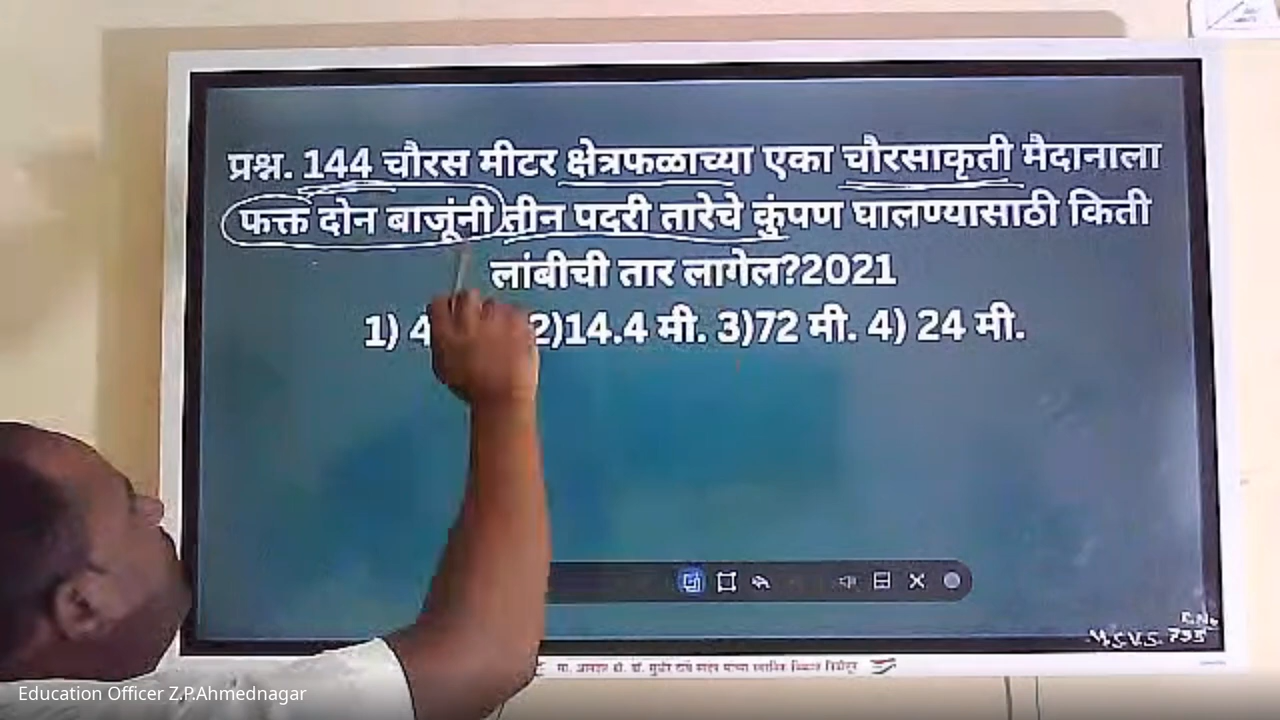 प्रश्न. 144 चौरस मीटर क्षेत्रफळाच्या एका चौरसाकृती मैदानाला
फक्त दोन बाजूंनी तीन पदरी तारेचे कुंपण घालण्यासाठी किती
लांबीची तार लागेल?2021
1) 4 2)14.4 मी. 3)72 मी. 4) 24 मी.
Education Officer Z.P.Ahmednagar